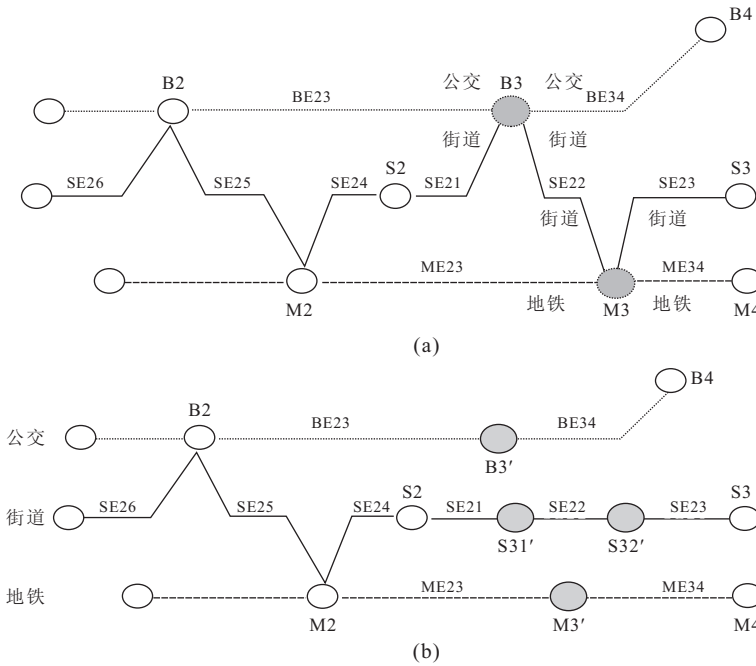 B4
B2
公交
B3
公交
BE23
BE34
街道
街道
S2
S3
SE26
SE25
SE24
SE21
SE22
SE23
街道
街道
ME23
ME34
M2
地铁
M3
地铁
M4
(a)
B4
B2
公交
BE23
BE34
B3′
S2
S3
街道
SE26
SE25
SE24
SE21
SE22
SE23
S31′
S32′
地铁
ME23
ME34
M2
M3′
M4
(b)